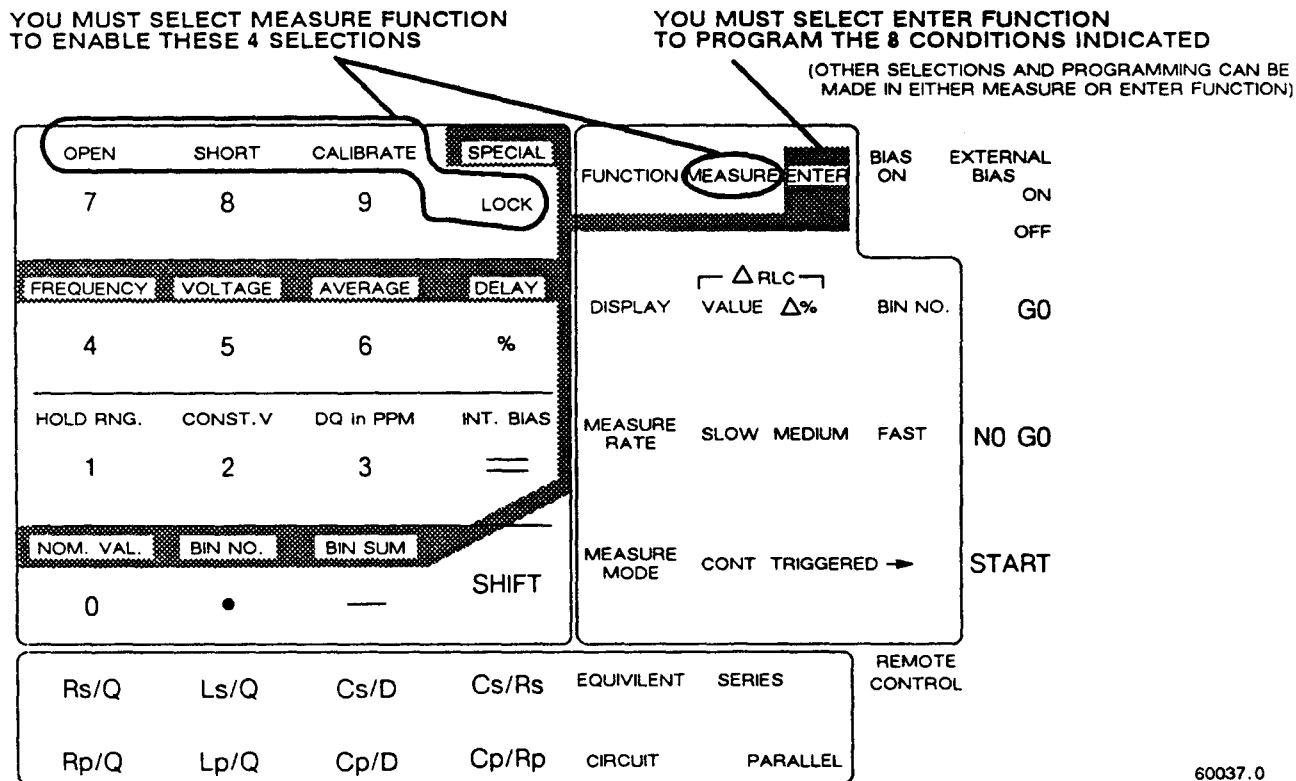 YOU MUST SELECT MEASURE FUNCTION
TO ENABLE THESE 4 SELECTIONS
YOU MUST SELECT ENTER FUNCTION
TO PROGRAM THE 8 CONDITIONS INDICATED
(OTHER SELECTIONS AND PROGRAMMING CAN BE
MADE IN EITHER MEASURE OR ENTER FUNCTION)
OPEN SHORT CALIBRATE SPECIAL
7 8 9 LOCK
FREQUENCY VOLTAGE AVERAGE DELAY
4 5 6 %
HOLD RNG. CONST.V DQ in PPM INT. BIAS
1 2 3 =
NOM. VAL. BIN NO. BIN SUM
0 • — SHIFT
FUNCTION MEASURE ENTER
BIAS
ON
EXTERNAL
BIAS
ON
OFF
△ RLC
DISPLAY VALUE △% BIN NO. GO
MEASURE
RATE
SLOW MEDIUM FAST NO GO
MEASURE
MODE
CONT TRIGGERED → START
Rs/Q Ls/Q Cs/D Cs/Rs EQUIVILENT SERIES
Rp/Q Lp/Q Cp/D Cp/Rp CIRCUIT PARALLEL
REMOTE
CONTROL
60037.0